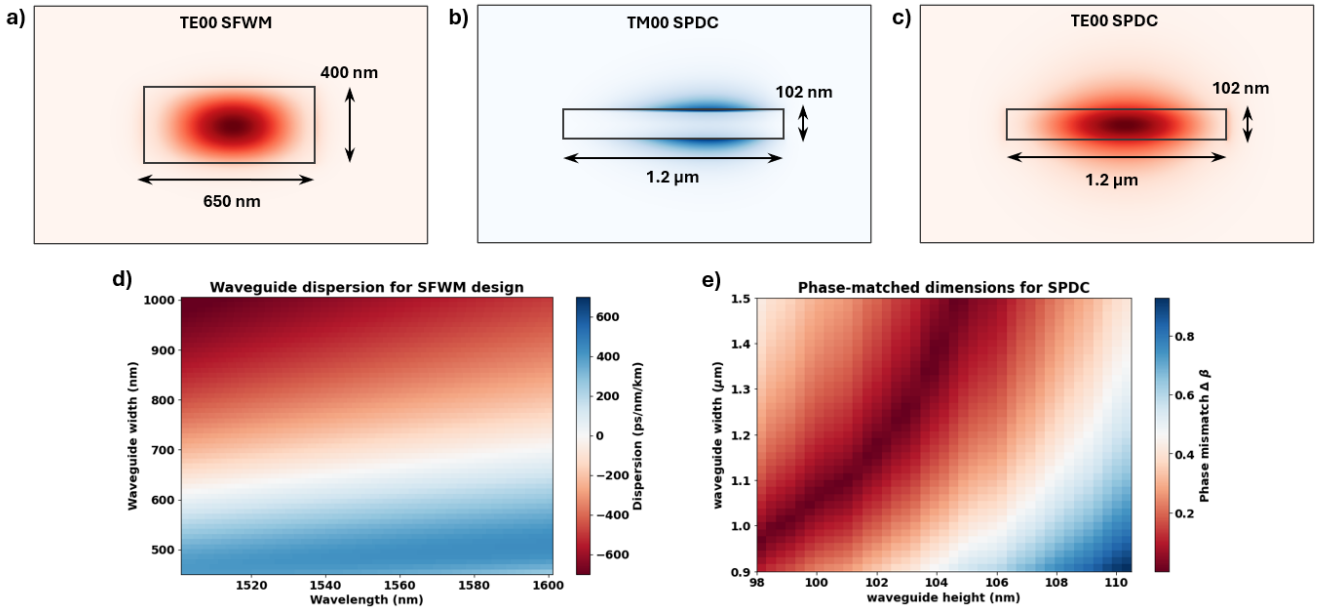 a)
TE00 SFWM
400 nm
650 nm
b)
TM00 SPDC
102 nm
1.2 μm
c)
TE00 SPDC
102 nm
1.2 μm
d)
Waveguide dispersion for SFWM design
Waveguide width (nm)
1000
900
800
700
600
500
1520
1540
1560
1580
1600
Wavelength (nm)
600
400
200
0
−200
−400
−600
Dispersion (ps/nm/km)
e)
Phase-matched dimensions for SPDC
waveguide width (μm)
1.5
1.4
1.3
1.2
1.1
1.0
0.9
98
100
102
104
106
108
110
waveguide height (nm)
0.8
0.6
0.4
0.2
Phase mismatch Δ β